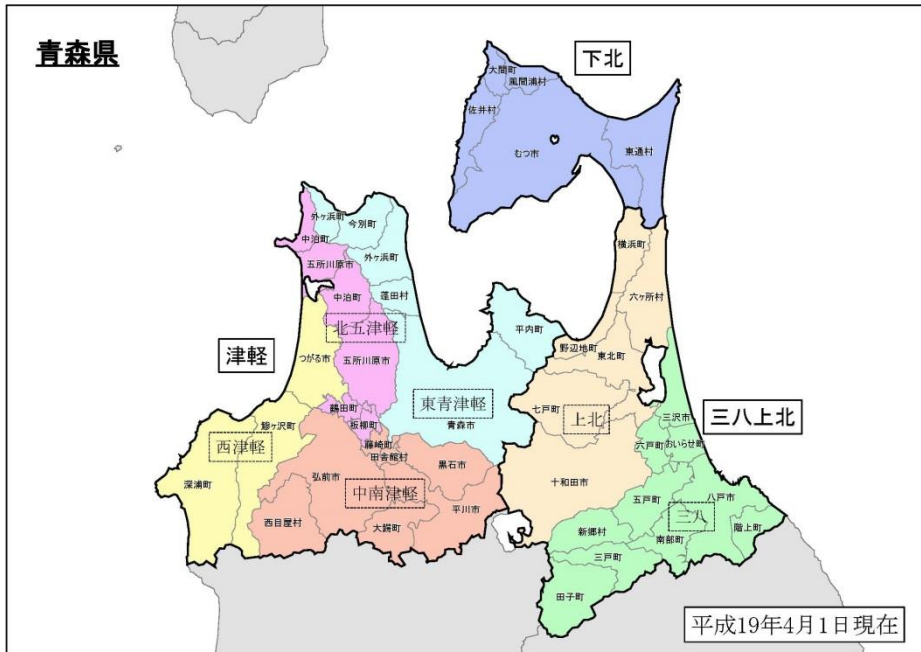 青森県
下北
大間町
風間浦村
佐井村
むつ市
東通村
外ヶ浜町
今別町
中泊町
五所川原市
外ヶ浜町
中泊町
蓬田村
北五津軽
平内町
津軽
つがる市
五所川原市
東青津軽
青森市
鶴田町
板柳町
鰺ヶ沢町
西津軽
深浦町
藤崎町
田舎館村
黒石市
弘前市
中南津軽
西目屋村
大鰐町
平川市
横浜町
六ヶ所村
野辺地町
東北町
七戸町
上北
三沢市
三八上北
六戸町
おいらせ町
十和田市
五戸町
八戸市
三八
新郷村
南部町
階上町
三戸町
田子町
平成19年4月1日現在